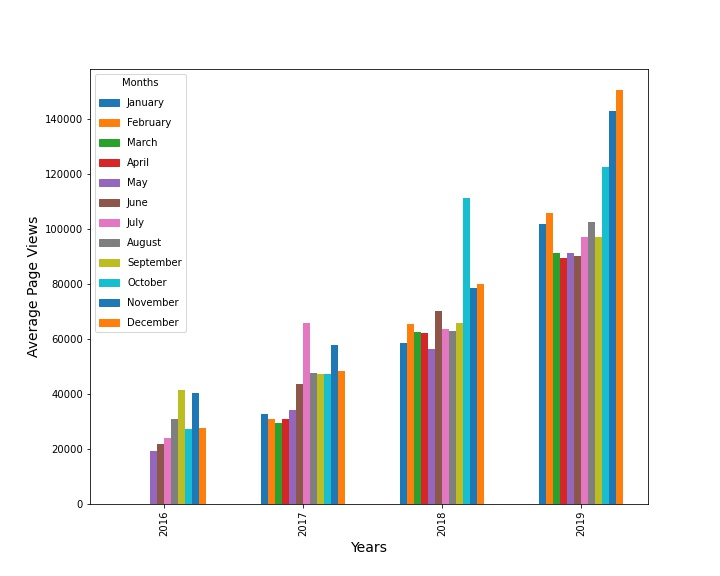 Months
January
February
March
April
May
June
July
August
September
October
November
December
Average Page Views
140000
120000
100000
80000
60000
40000
20000
0
2016
2017
2018
2019
Years